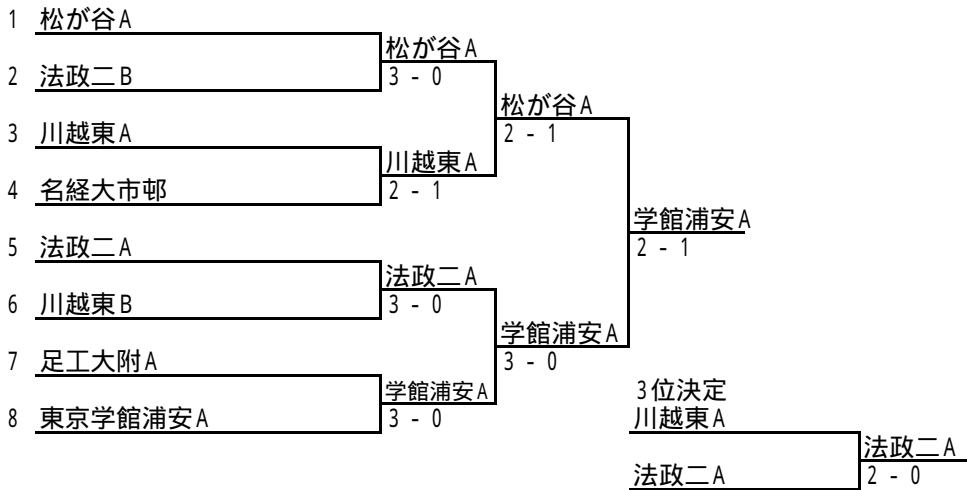 1 松が谷A
松が谷A
2 法政二B
3 - 0
松が谷A
3 川越東A
2 - 1
川越東A
4 名経大市邨
2 - 1
学館浦安A
5 法政二A
2 - 1
法政二A
6 川越東B
3 - 0
学館浦安A
7 足工大附A
3 - 0
学館浦安A
3位決定
8 東京学館浦安A
3 - 0
川越東A
法政二A
法政二A
2 - 0